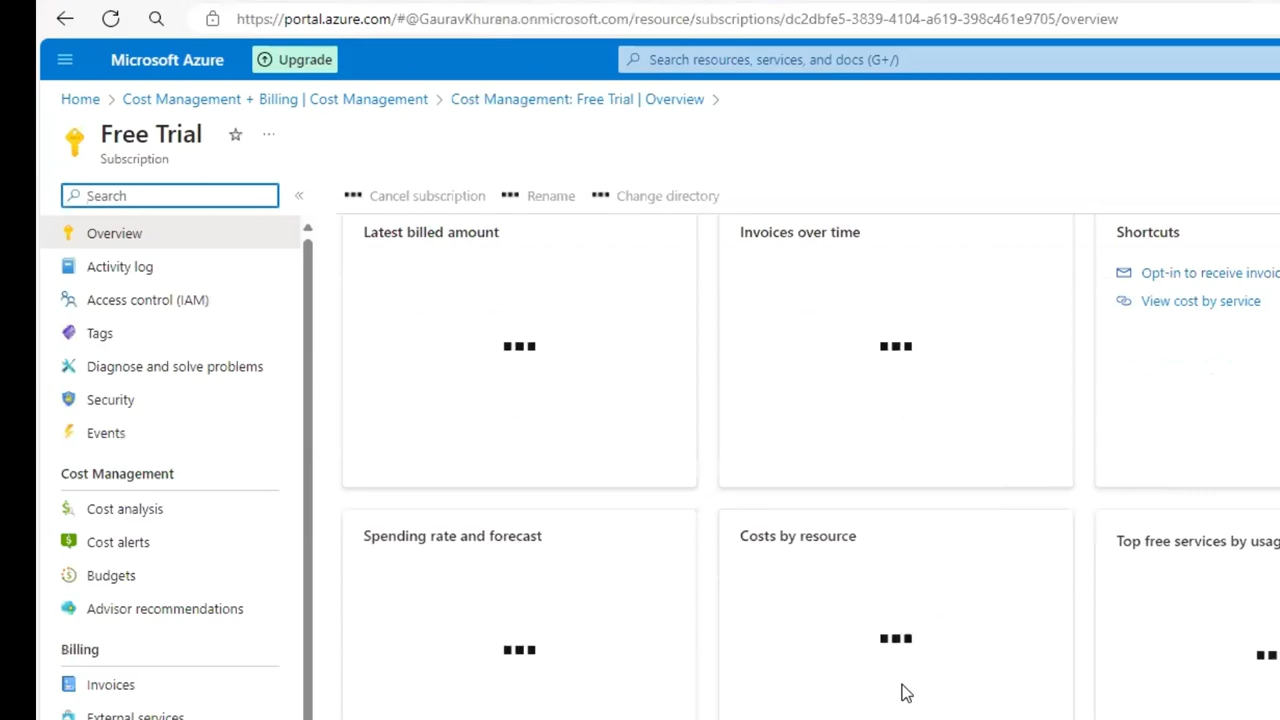 https://portal.azure.com/#@GauravKhurana.onmicrosoft.com/resource/subscriptions/dc2dbfe5-3839-4104-a619-398c461e9705/overview
Microsoft Azure
Upgrade
Search resources, services, and docs (G+/)
Home > Cost Management + Billing | Cost Management > Cost Management: Free Trial | Overview >
Free Trial
Subscription
Search
Cancel subscription
Rename
Change directory
Overview
Activity log
Access control (IAM)
Tags
Diagnose and solve problems
Security
Events
Cost Management
Cost analysis
Cost alerts
Budgets
Advisor recommendations
Billing
Invoices
External services
Latest billed amount
Invoices over time
Shortcuts
Opt-in to receive invoic
View cost by service
Spending rate and forecast
Costs by resource
Top free services by usag